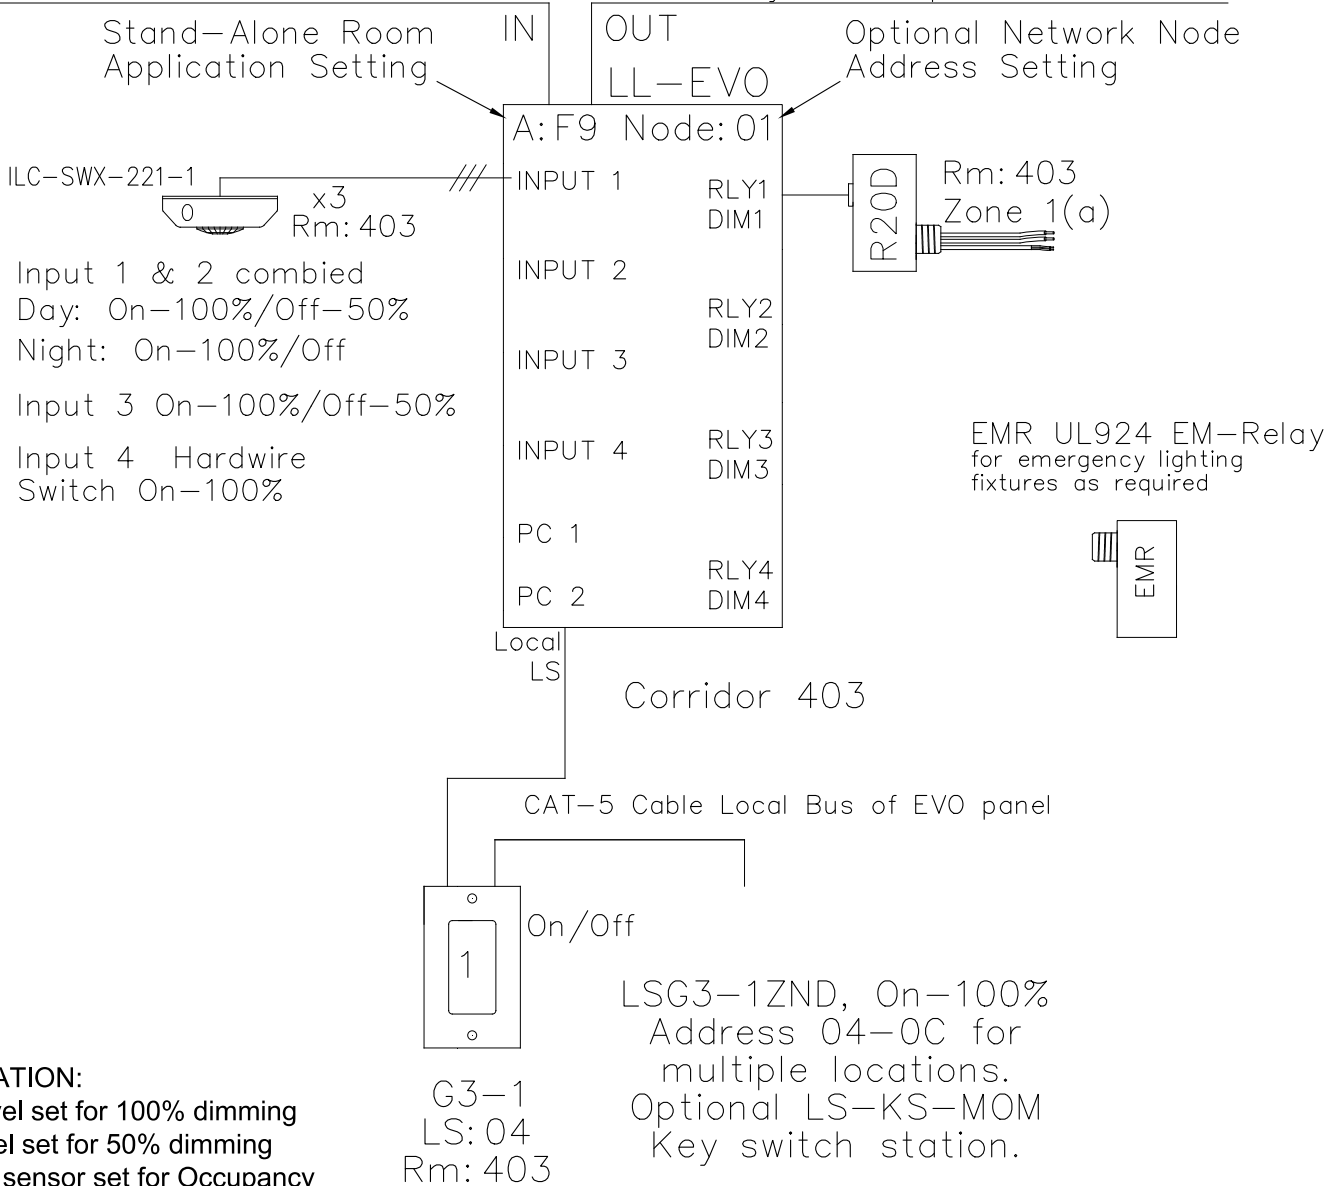 Stand-Alone Room
Application Setting
IN
OUT
Optional Network Node
Address Setting
LL-EVO
A:F9 Node:01
ILC-SWX-221-1
x3
Rm:403
INPUT 1
RLY1
DIM1
R20D
Rm:403
Zone 1(a)
Input 1 & 2 combied
Day: On-100%/Off-50%
Night: On-100%/Off
Input 3 On-100%/Off-50%
Input 4 Hardwire
Switch On-100%
INPUT 2
RLY2
DIM2
INPUT 3
INPUT 4
RLY3
DIM3
PC 1
PC 2
RLY4
DIM4
EMR UL924 EM-Relay
for emergency lighting
fixtures as required
EMR
Local
LS
Corridor 403
CAT-5 Cable Local Bus of EVO panel
1
On/Off
G3-1
LS:04
Rm:403
LSG3-1ZND, On-100%
Address 04-0C for
multiple locations.
Optional LS-KS-MOM
Key switch station.
set for 100% dimming
set for 50% dimming
sensor set for Occupancy